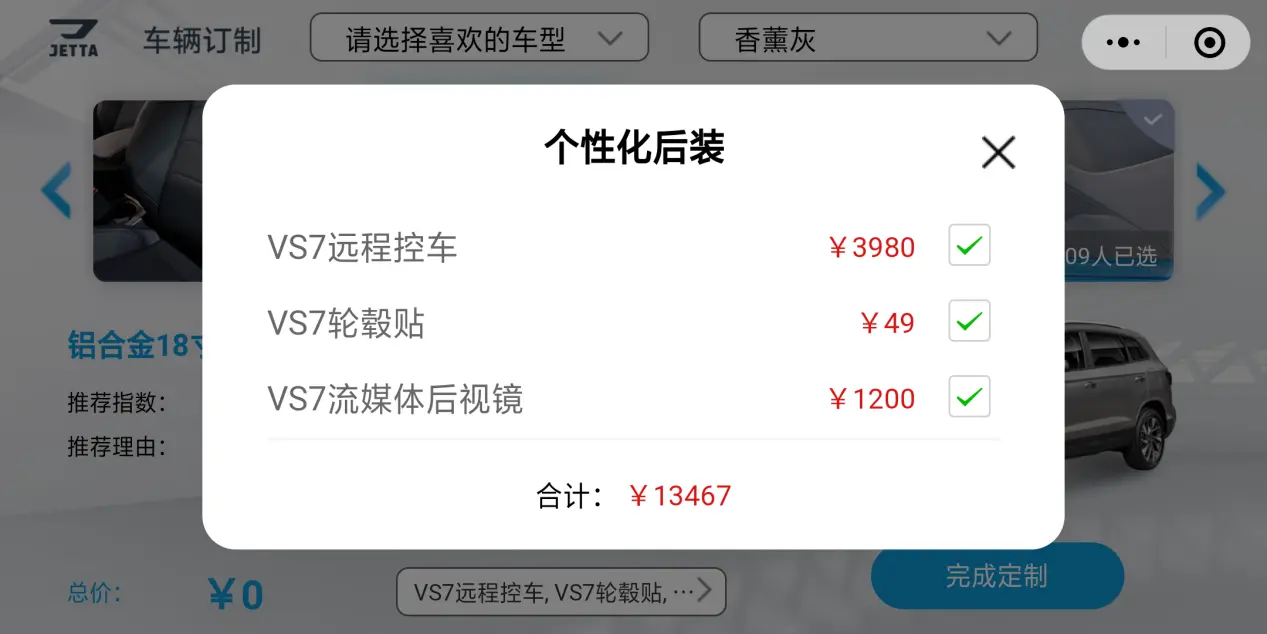 JETTA
车辆订制
请选择喜欢的车型
香薰灰
个性化后装
VS7远程控车
￥3980
VS7轮毂贴
￥49
VS7流媒体后视镜
￥1200
合计：
￥13467
09人已选
铝合金18寸
推荐指数：
推荐理由：
总价：
￥0
VS7远程控车, VS7轮毂贴, ···
完成定制